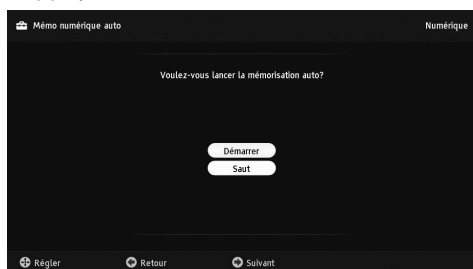 Mémo numérique auto
Numérique
Voulez-vous lancer la mémorisation auto?
Démarrer
Saut
Régler Retour Suivant